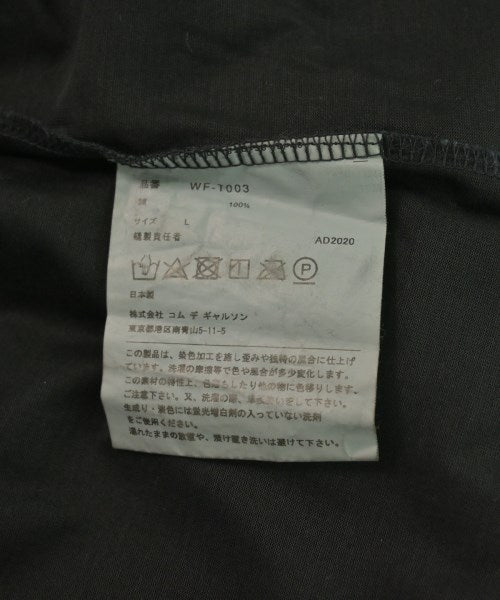 品番 WF-1003
綿 100%
サイズ L
縫製責任者
AD2020
日本製
株式会社 コム デ ギャルソン
東京都港区南青山5-11-5
この製品は、染色加工を施し歪みや独特の風合に仕上げ
ています。洗濯の摩擦等で色や風合が多少変化します。
この素材の特性上、色落ちしたり他の物に色移りします。
ご注意下さい。又、洗濯の際、単独洗いをして下さい。
生成り・淡色には蛍光増白剤の入っていない洗剤
をご使用ください。
濡れたままの放置や、漬け置き洗いは避けて下さい。